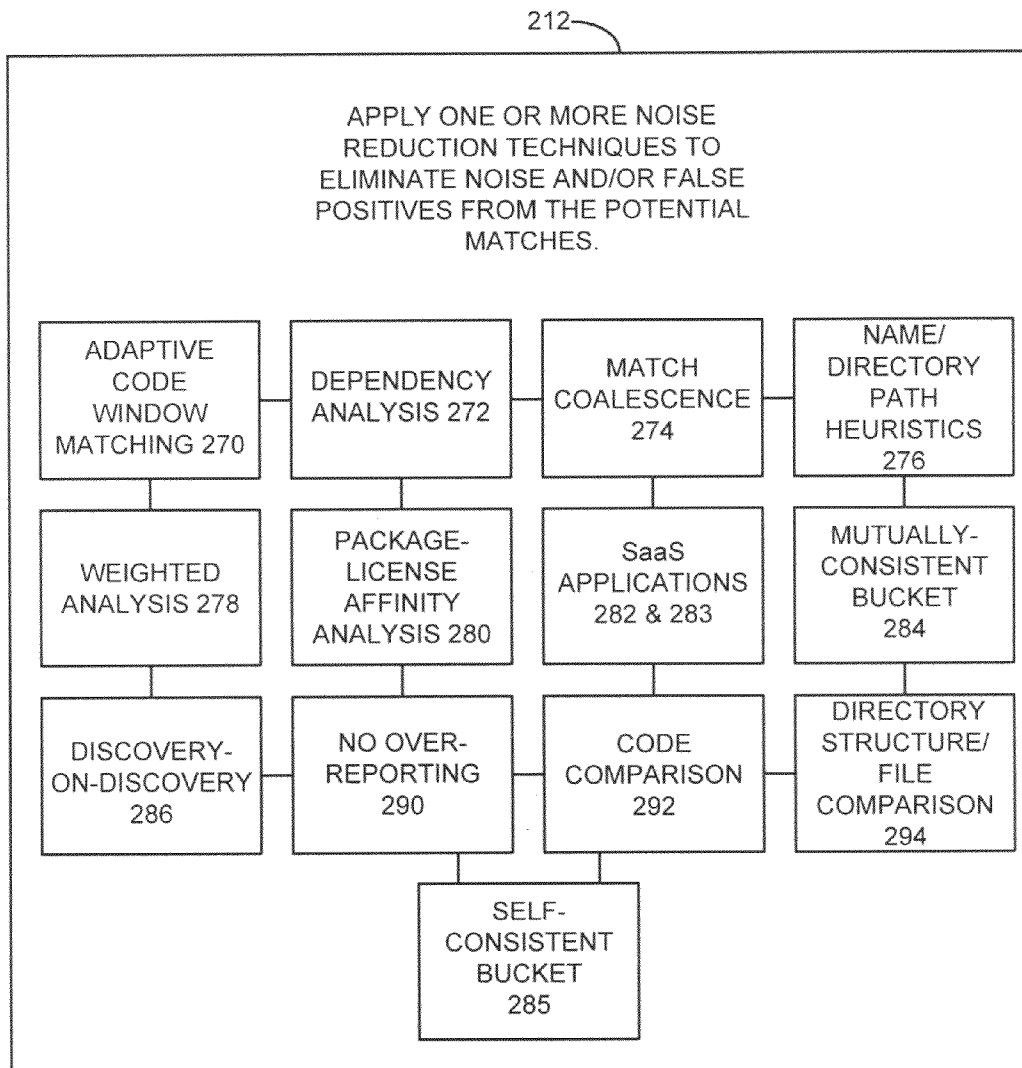 212
APPLY ONE OR MORE NOISE
REDUCTION TECHNIQUES TO
ELIMINATE NOISE AND/OR FALSE
POSITIVES FROM THE POTENTIAL
MATCHES.
ADAPTIVE
CODE
WINDOW
MATCHING 270
DEPENDENCY
ANALYSIS 272
MATCH
COALESCENCE
274
NAME/
DIRECTORY
PATH
HEURISTICS
276
WEIGHTED
ANALYSIS 278
PACKAGE-
LICENSE
AFFINITY
ANALYSIS 280
SaaS
APPLICATIONS
282 & 283
MUTUALLY-
CONSISTENT
BUCKET
284
DISCOVERY-
ON-DISCOVERY
286
NO OVER-
REPORTING
290
CODE
COMPARISON
292
DIRECTORY
STRUCTURE/
FILE
COMPARISON
294
SELF-
CONSISTENT
BUCKET
285